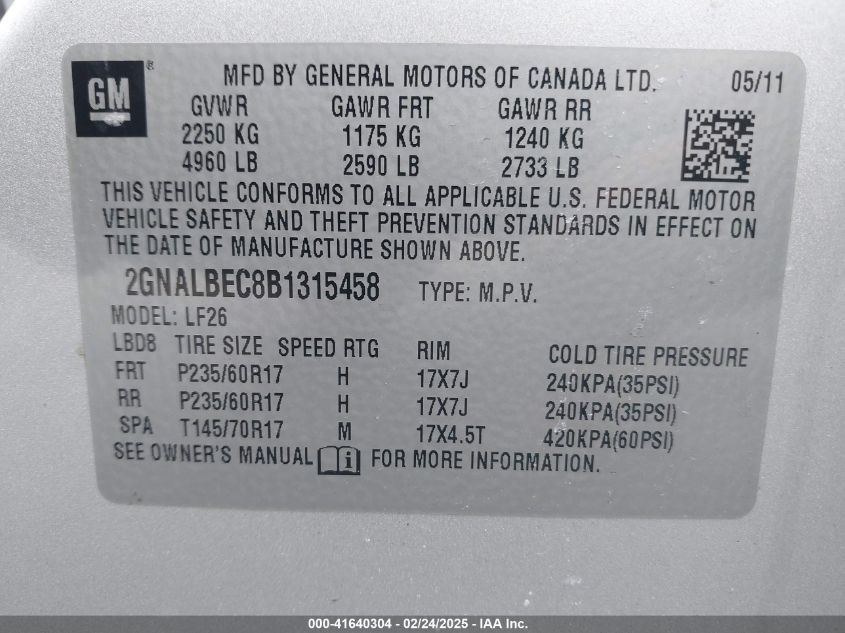 GM ® MFD BY GENERAL MOTORS OF CANADA LTD. 05/11
GVWR GAWR FRT GAWR RR
2250 KG 1175 KG 1240 KG
4960 LB 2590 LB 2733 LB
THIS VEHICLE CONFORMS TO ALL APPLICABLE U.S. FEDERAL MOTOR
VEHICLE SAFETY AND THEFT PREVENTION STANDARDS IN EFFECT ON
THE DATE OF MANUFACTURE SHOWN ABOVE.
2GNALBEC8B1315458 TYPE: M.P.V.
MODEL: LF26
LBD8 TIRE SIZE SPEED RTG RIM COLD TIRE PRESSURE
FRT P235/60R17 H 17X7J 240KPA(35PSI)
RR P235/60R17 H 17X7J 240KPA(35PSI)
SPA T145/70R17 M 17X4.5T 420KPA(60PSI)
SEE OWNER'S MANUAL i FOR MORE INFORMATION.
000-41640304 / 02/24/2025 - IAA Inc.